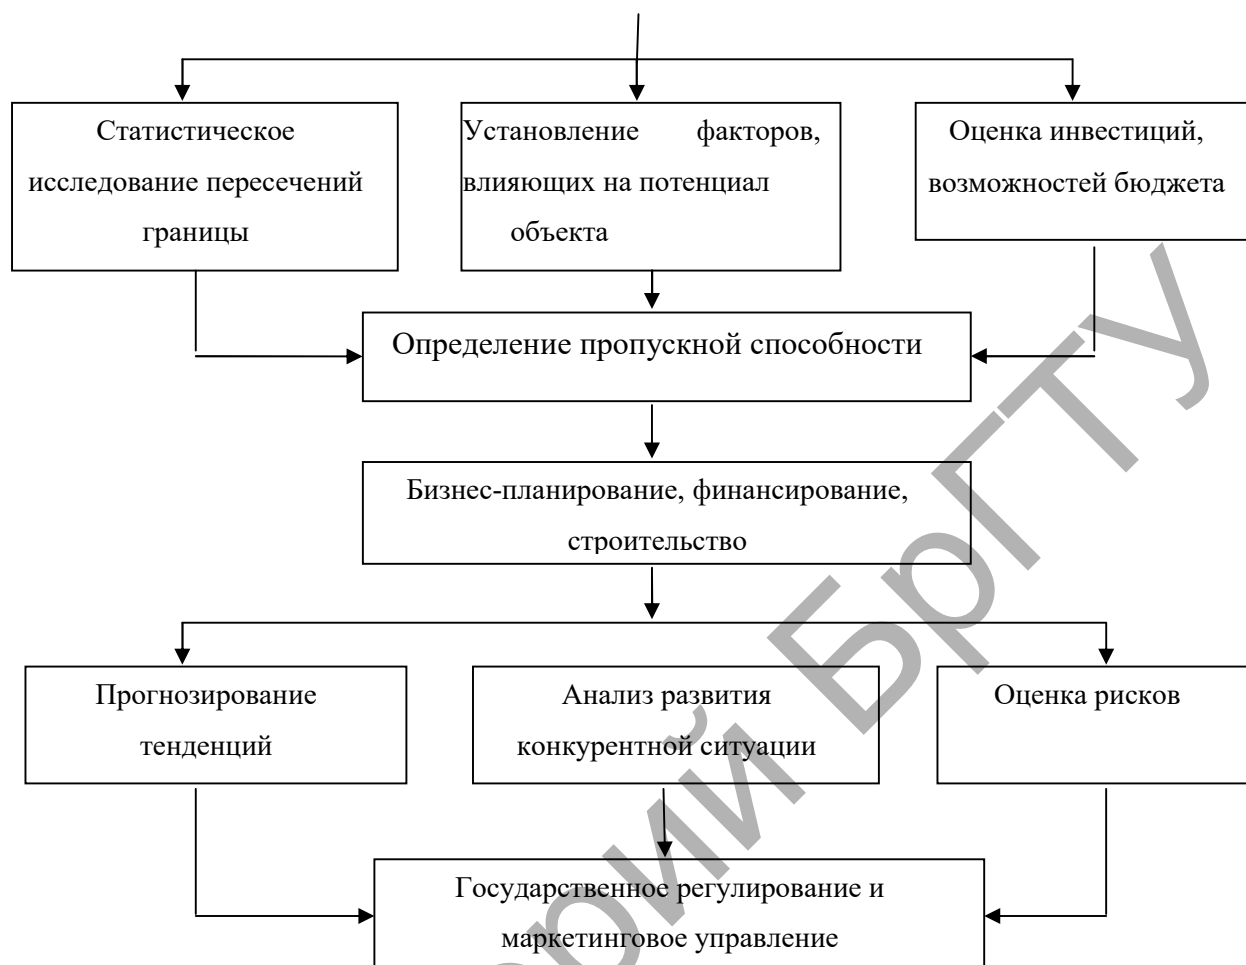 Статистическое
исследование пересечений
границы
Установление факторов,
влияющих на потенциал
объекта
Оценка инвестиций,
возможностей бюджета
Определение пропускной способности
Бизнес-планирование, финансирование,
строительство
Прогнозирование
тенденций
Анализ развития
конкурентной ситуации
Оценка рисков
Государственное регулирование и
маркетинговое управление
БрГТУ